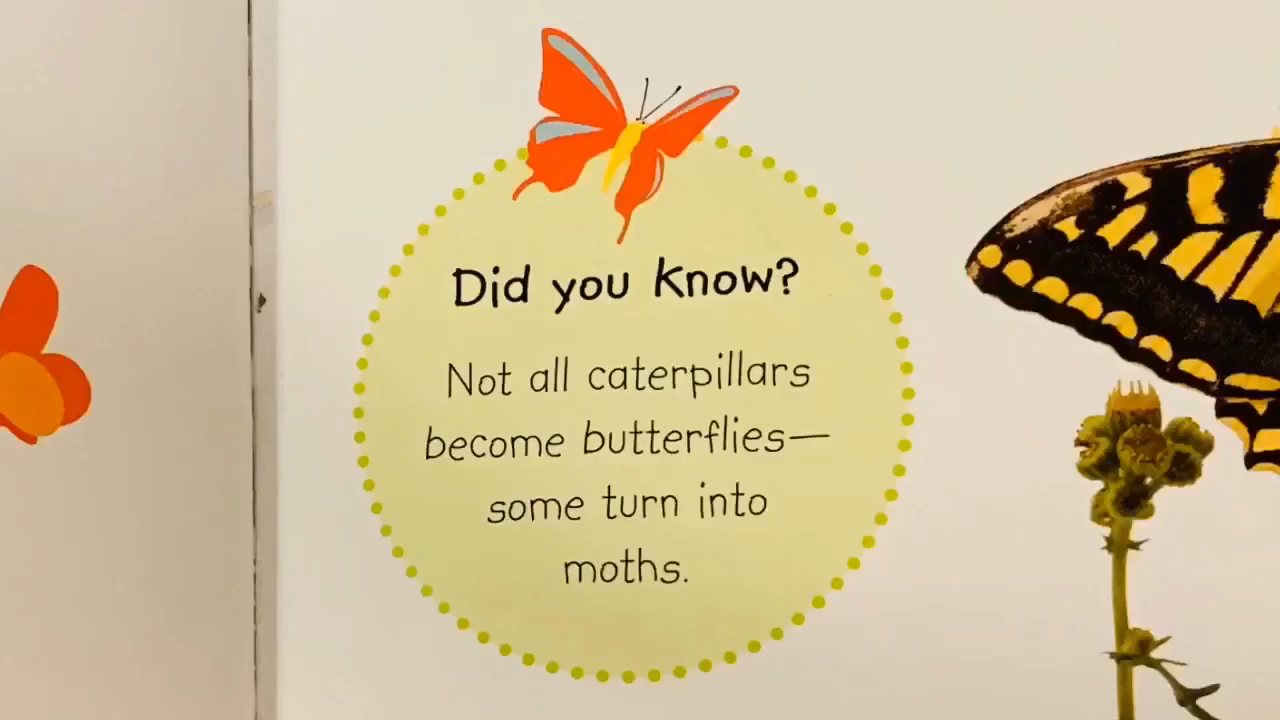 Did you know?
Not all caterpillars
become butterflies—
some turn into
moths.